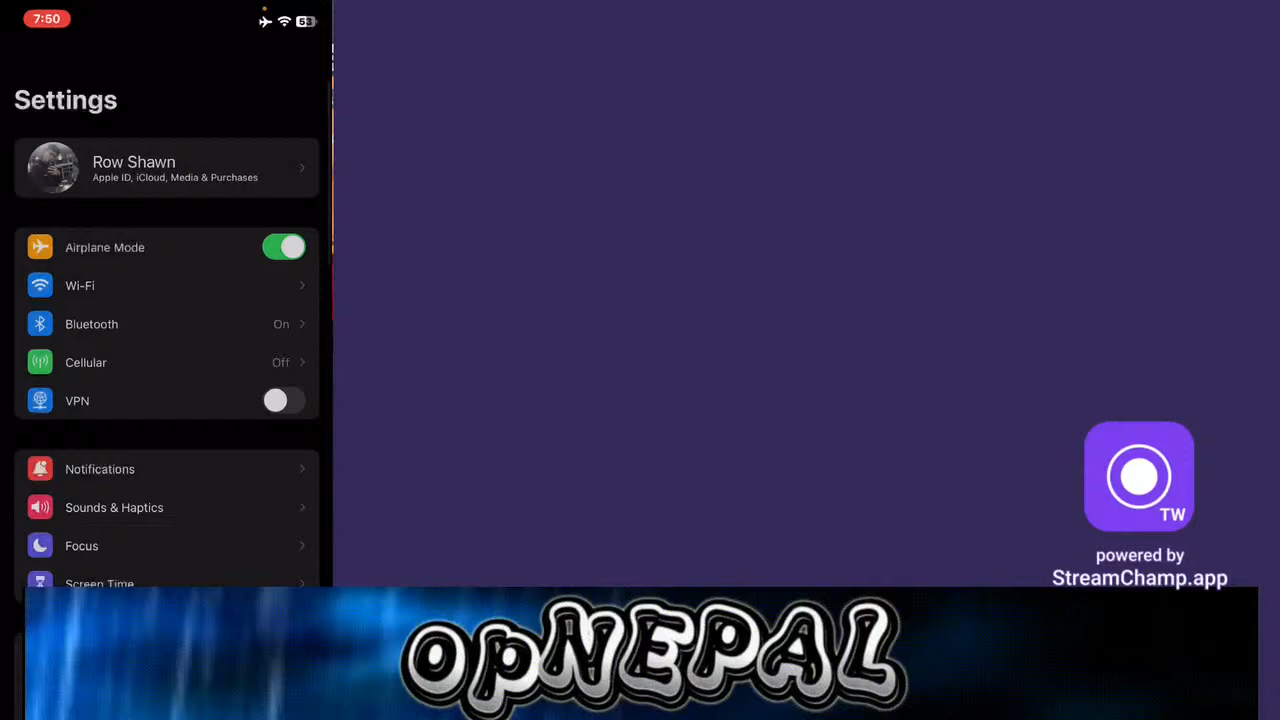 7:50
53
Settings
Row Shawn
Apple ID, iCloud, Media & Purchases
Airplane Mode
Wi-Fi
Bluetooth On
Cellular Off
VPN
Notifications
Sounds & Haptics
Focus
Screen Time
TW
powered by
StreamChamp.app
OpNEPAL